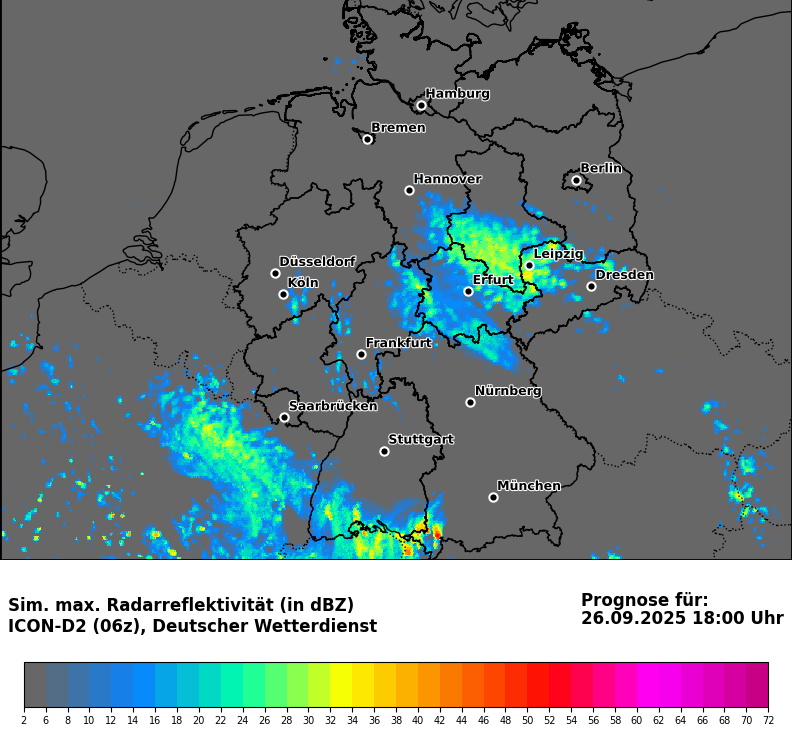 Hamburg
Bremen
Berlin
Hannover
Leipzig
Düsseldorf
Dresden
Köln
Erfurt
Frankfurt
Nürnberg
Saarbrücken
Stuttgart
München
Sim. max. Radarreflektivität (in dBZ)
ICON-D2 (06z), Deutscher Wetterdienst
Prognose für:
26.09.2025 18:00 Uhr
2 6 8 10 12 14 16 18 20 22 24 26 28 30 32 34 36 38 40 42 44 46 48 50 52 54 56 58 60 62 64 66 68 70 72